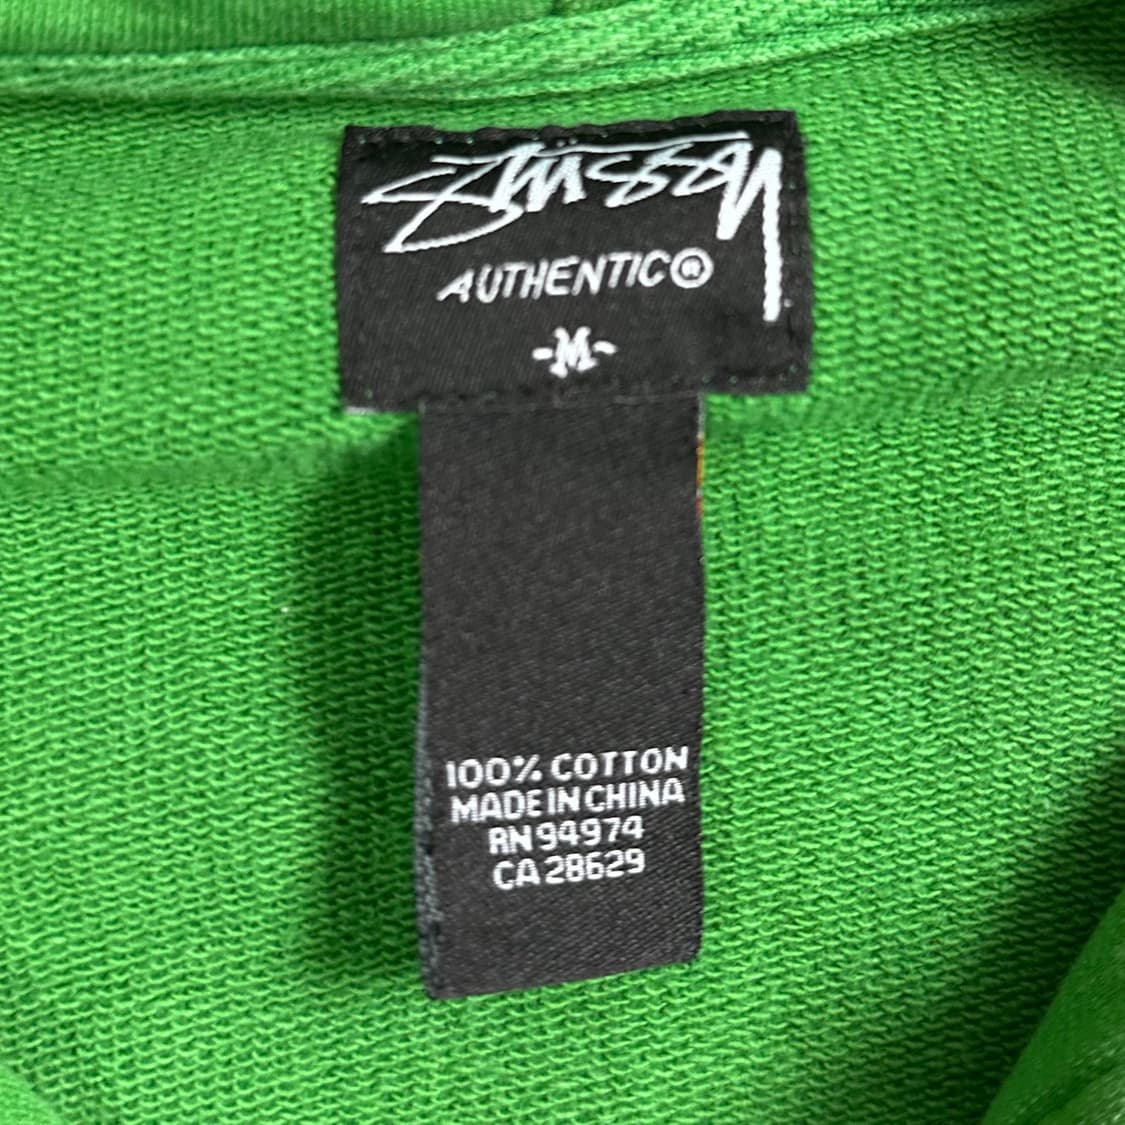 Stüssy
AUTHENTIC®
-M-
100% COTTON
MADE IN CHINA
RN 94974
CA 28629